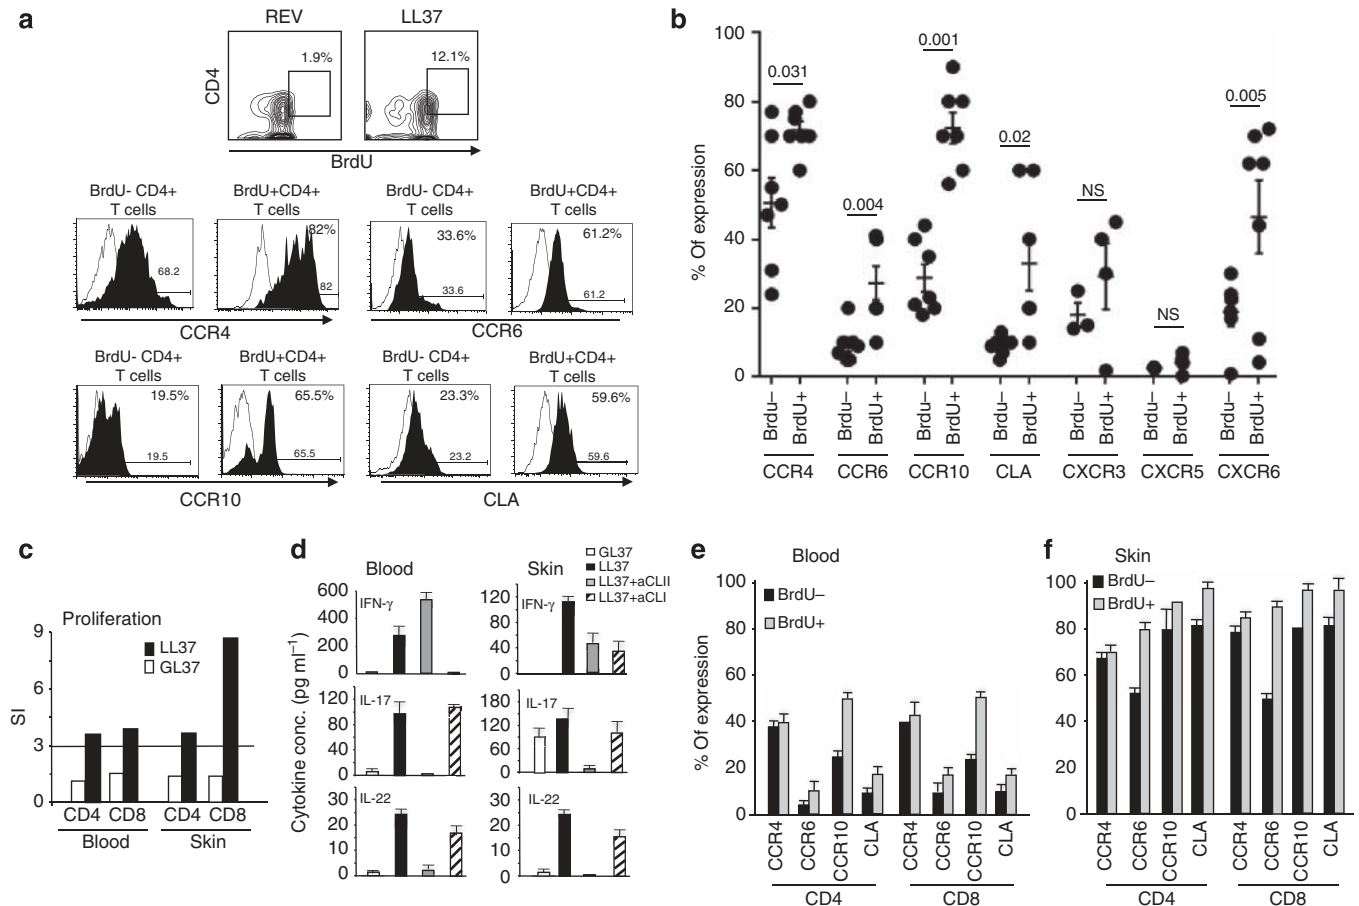 a
REV LL37
1.9% 12.1%
CD4
BrdU
BrdU- CD4+ T cells
BrdU+CD4+ T cells
BrdU- CD4+ T cells
BrdU+CD4+ T cells
82% 33.6% 61.2%
68.2 82 33.6 61.2
CCR4 CCR6
BrdU- CD4+ T cells
BrdU+CD4+ T cells
BrdU- CD4+ T cells
BrdU+CD4+ T cells
19.5% 65.5% 23.3% 59.6%
19.5 65.5 23.2 59.6
CCR10 CLA
b
% Of expression
100
80
60
40
20
0
0.031 0.004 0.001 0.02 NS NS 0.005
Brdu– BrdU+ Brdu– BrdU+ Brdu– BrdU+ Brdu– BrdU+ Brdu– BrdU+ Brdu– BrdU+ Brdu– BrdU+
CCR4 CCR6 CCR10 CLA CXCR3 CXCR5 CXCR6
c
Proliferation
LL37
GL37
SI
9
6
3
0
CD4 CD8 CD4 CD8
Blood Skin
d
Blood Skin
GL37
LL37
LL37+aCLII
LL37+aCLI
Cytokine conc. (pg ml–1)
IFN-γ
600
400
200
0
IFN-γ
120
80
40
0
IL-17
120
80
40
0
IL-17
180
120
60
0
IL-22
30
20
10
0
IL-22
30
20
10
0
e
Blood
BrdU–
BrdU+
% Of expression
100
80
60
40
20
0
CCR4 CCR6 CCR10 CLA CCR4 CCR6 CCR10 CLA
CD4 CD8
f
Skin
BrdU–
BrdU+
100
80
60
40
20
0
CCR4 CCR6 CCR10 CLA CCR4 CCR6 CCR10 CLA
CD4 CD8